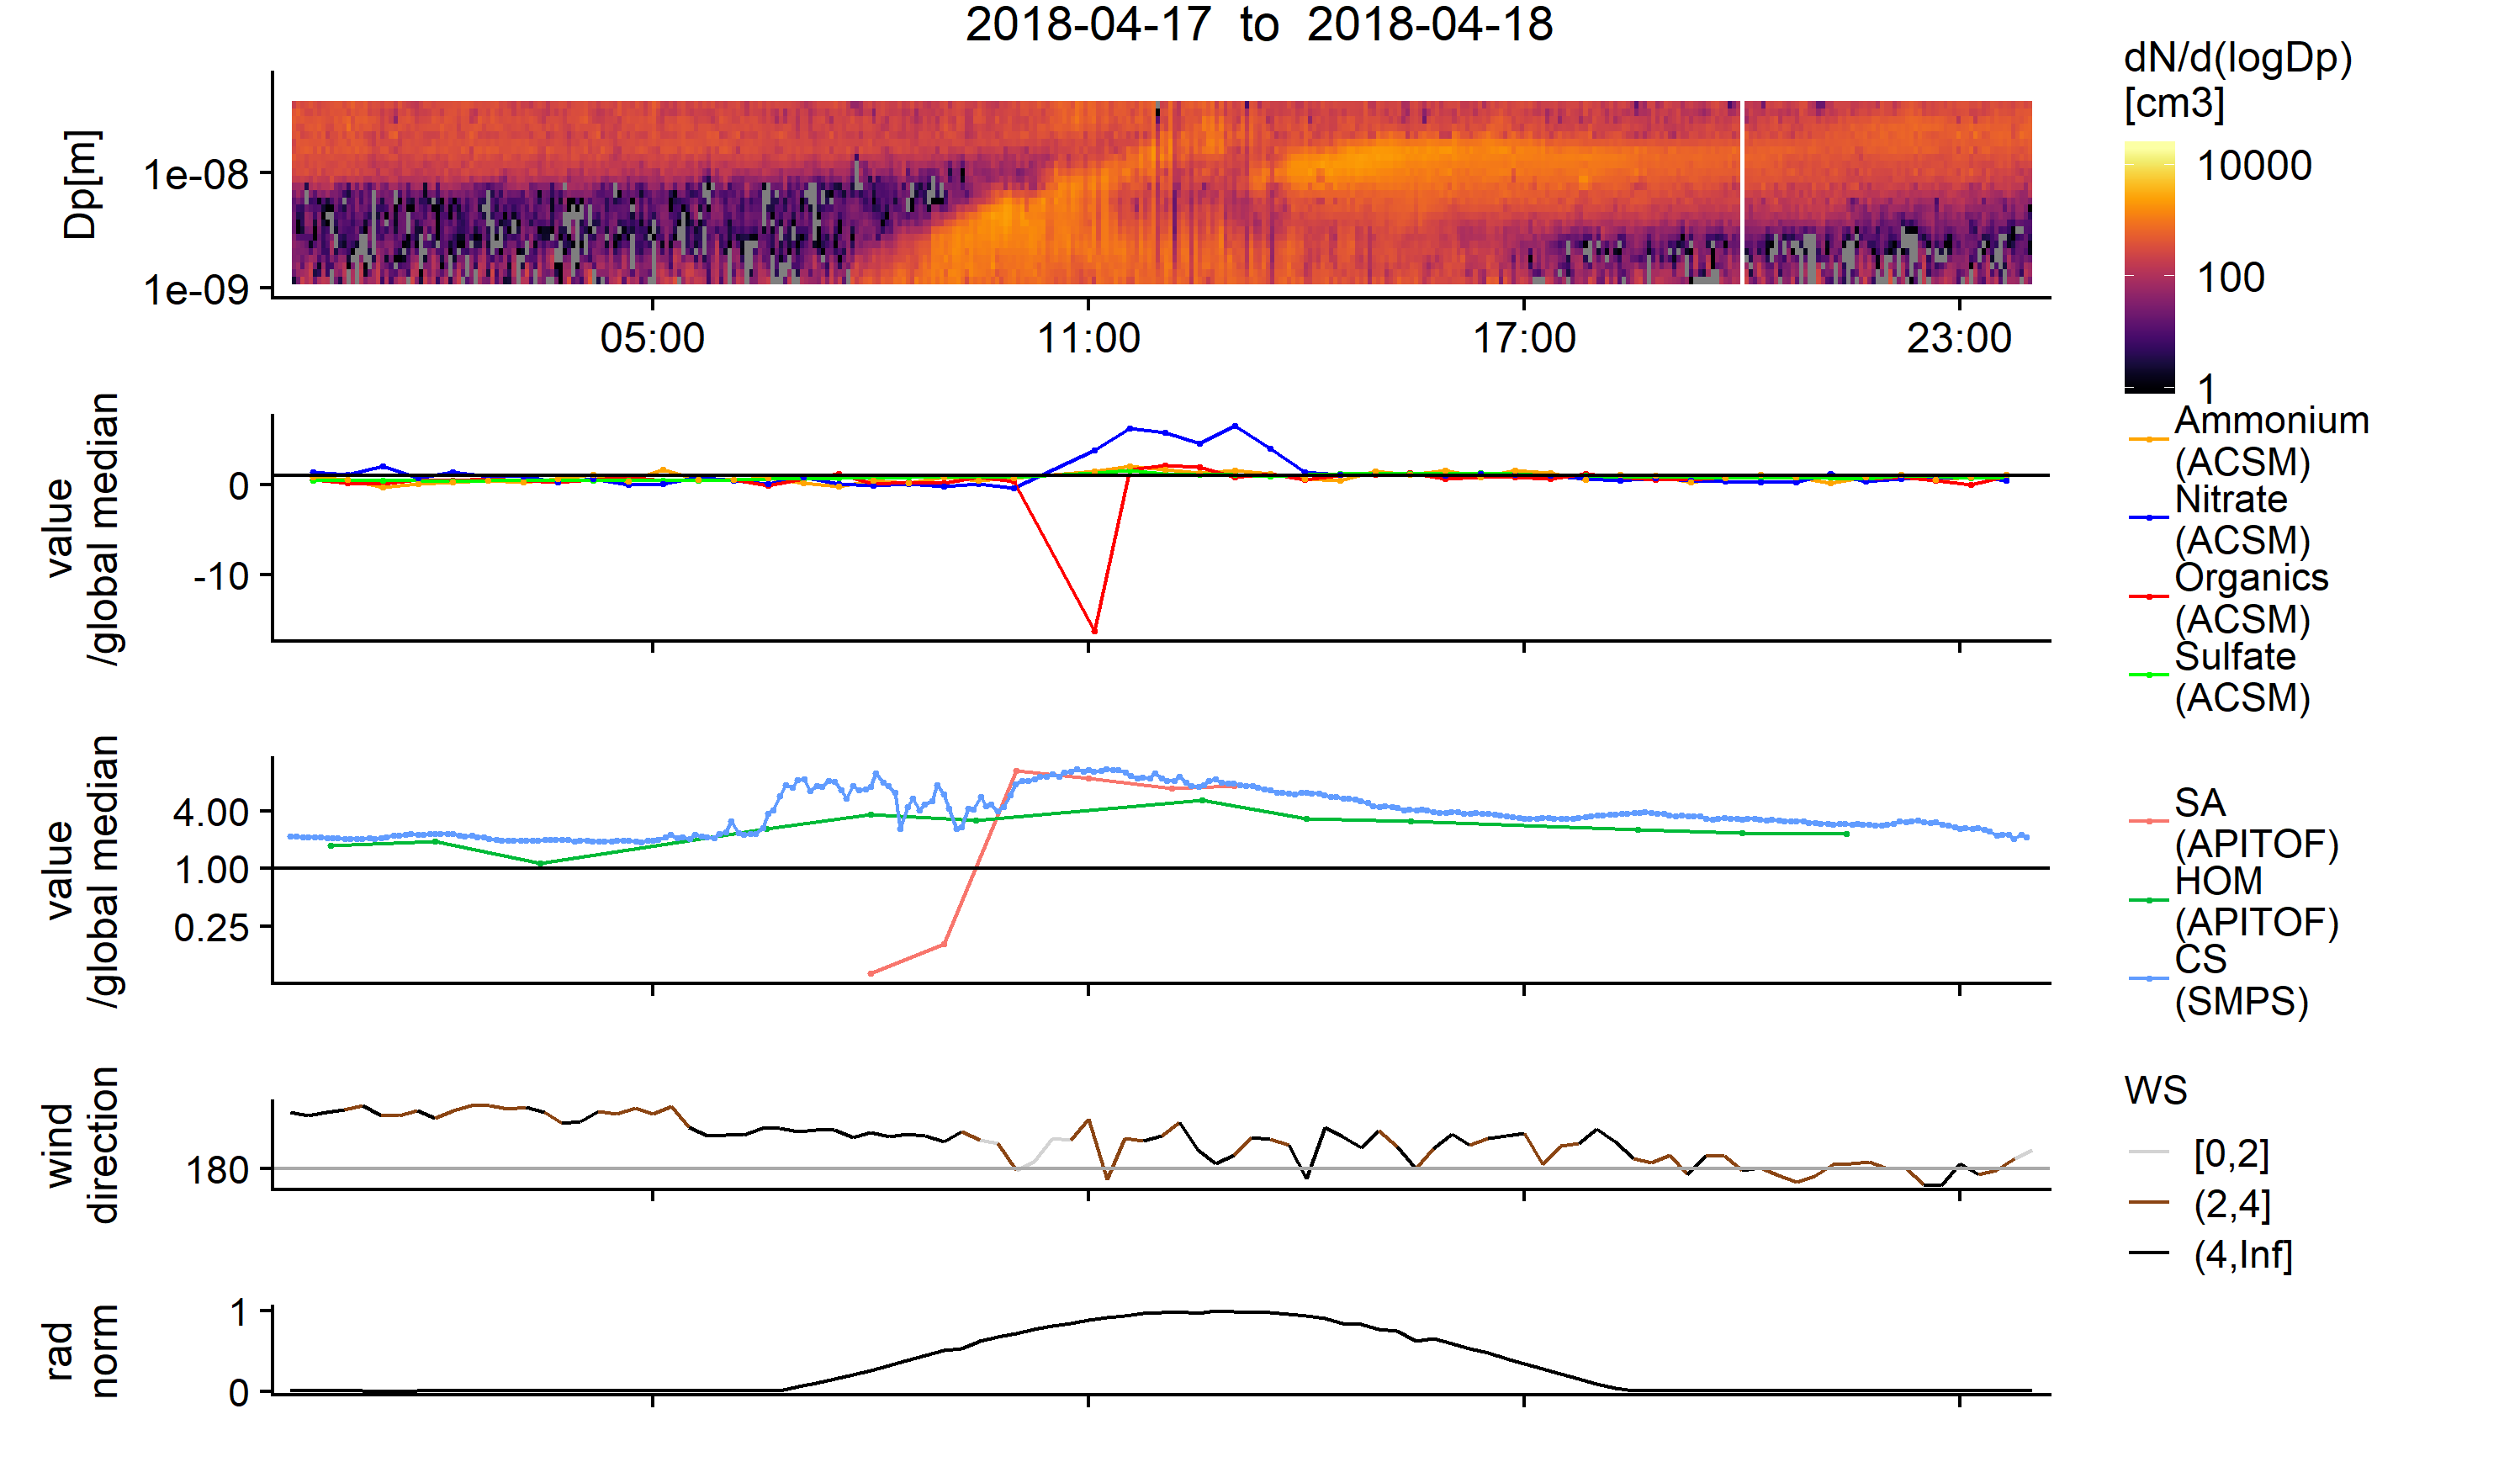 2018-04-17 to 2018-04-18
Dp[m]
1e-08
1e-09
05:00
11:00
17:00
23:00
dN/d(logDp)
[cm3]
10000
100
1
value
/global median
0
-10
Ammonium
(ACSM)
Nitrate
(ACSM)
Organics
(ACSM)
Sulfate
(ACSM)
value
/global median
4.00
1.00
0.25
SA
(APITOF)
HOM
(APITOF)
CS
(SMPS)
wind
direction
180
WS
[0,2]
(2,4]
(4,Inf]
rad
norm
1
0